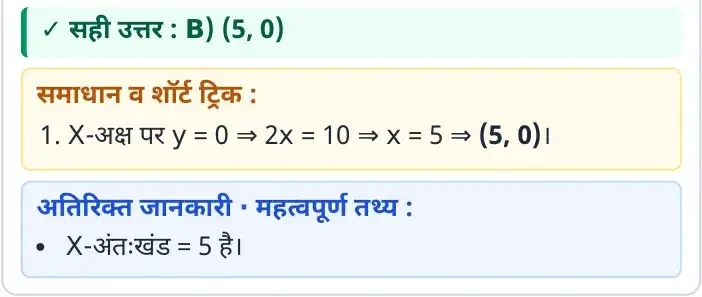 ✓ सही उत्तर : B) (5, 0)
समाधान व शॉर्ट ट्रिक :
1. X-अक्ष पर y = 0 ⇒ 2x = 10 ⇒ x = 5 ⇒ (5, 0)।
अतिरिक्त जानकारी · महत्वपूर्ण तथ्य :
• X-अंतःखंड = 5 है।